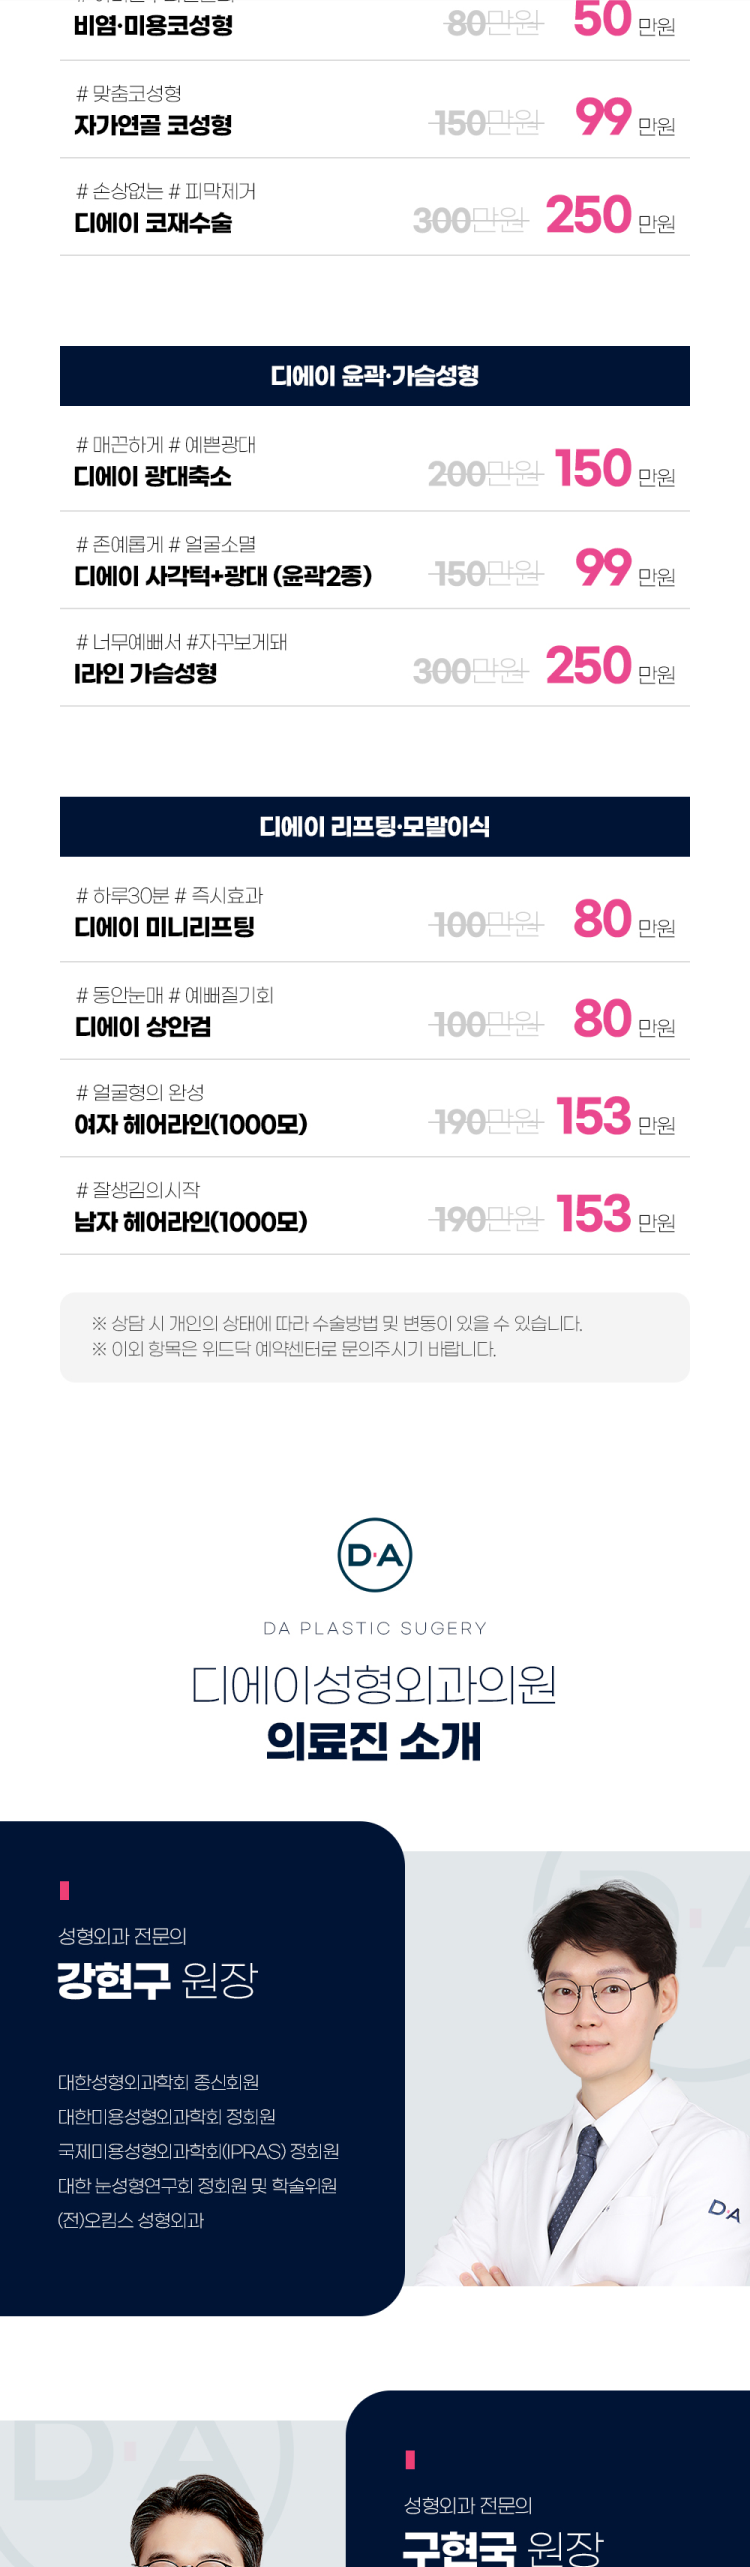 비염·미용코성형
80만원 50 만원
# 맞춤코성형
자가연골 코성형
150만원 99 만원
# 손상없는 # 피막제거
디에이 코재수술
300만원 250 만원
디에이 윤곽·가슴성형
# 매끈하게 # 예쁜광대
디에이 광대축소
200만원 150 만원
# 존예롭게 # 얼굴소멸
디에이 사각턱+광대 (윤곽2종)
150만원 99 만원
# 너무예뻐서 #자꾸보게돼
I라인 가슴성형
300만원 250 만원
디에이 리프팅·모발이식
# 하루30분 # 즉시효과
디에이 미니리프팅
100만원 80 만원
# 동안눈매 # 예뻐질기회
디에이 상안검
100만원 80 만원
# 얼굴형의 완성
여자 헤어라인(1000모)
190만원 153 만원
# 잘생김의시작
남자 헤어라인(1000모)
190만원 153 만원
※ 상담 시 개인의 상태에 따라 수술방법 및 변동이 있을 수 있습니다.
※ 이외 항목은 위드닥 예약센터로 문의주시기 바랍니다.
D·A
DA PLASTIC SUGERY
디에이성형외과의원
의료진 소개
성형외과 전문의
강현구 원장
대한성형외과학회 종신회원
대한미용성형외과학회 정회원
국제미용성형외과학회(IPRAS) 정회원
대한 눈성형연구회 정회원 및 학술위원
(전)오킴스 성형외과
D·A
D·A
성형외과 전문의
구현국 원장